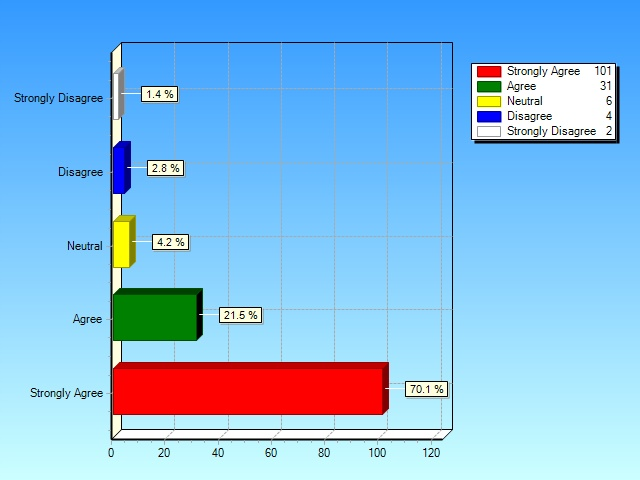 Strongly Disagree
1.4 %
Disagree
2.8 %
Neutral
4.2 %
Agree
21.5 %
Strongly Agree
70.1 %
0 20 40 60 80 100 120
Strongly Agree 101
Agree 31
Neutral 6
Disagree 4
Strongly Disagree 2